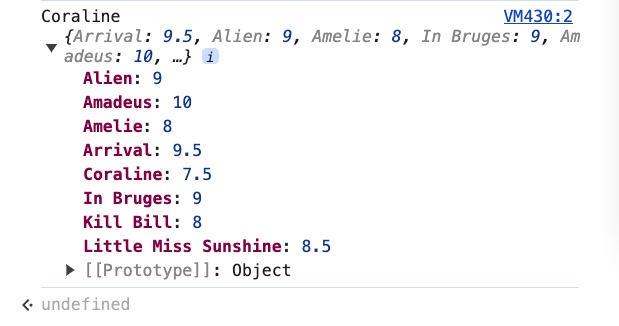 Coraline VM430:2
{Arrival: 9.5, Alien: 9, Amelie: 8, In Bruges: 9, Am
adeus: 10, …} i
Alien: 9
Amadeus: 10
Amelie: 8
Arrival: 9.5
Coraline: 7.5
In Bruges: 9
Kill Bill: 8
Little Miss Sunshine: 8.5
[[Prototype]]: Object
undefined